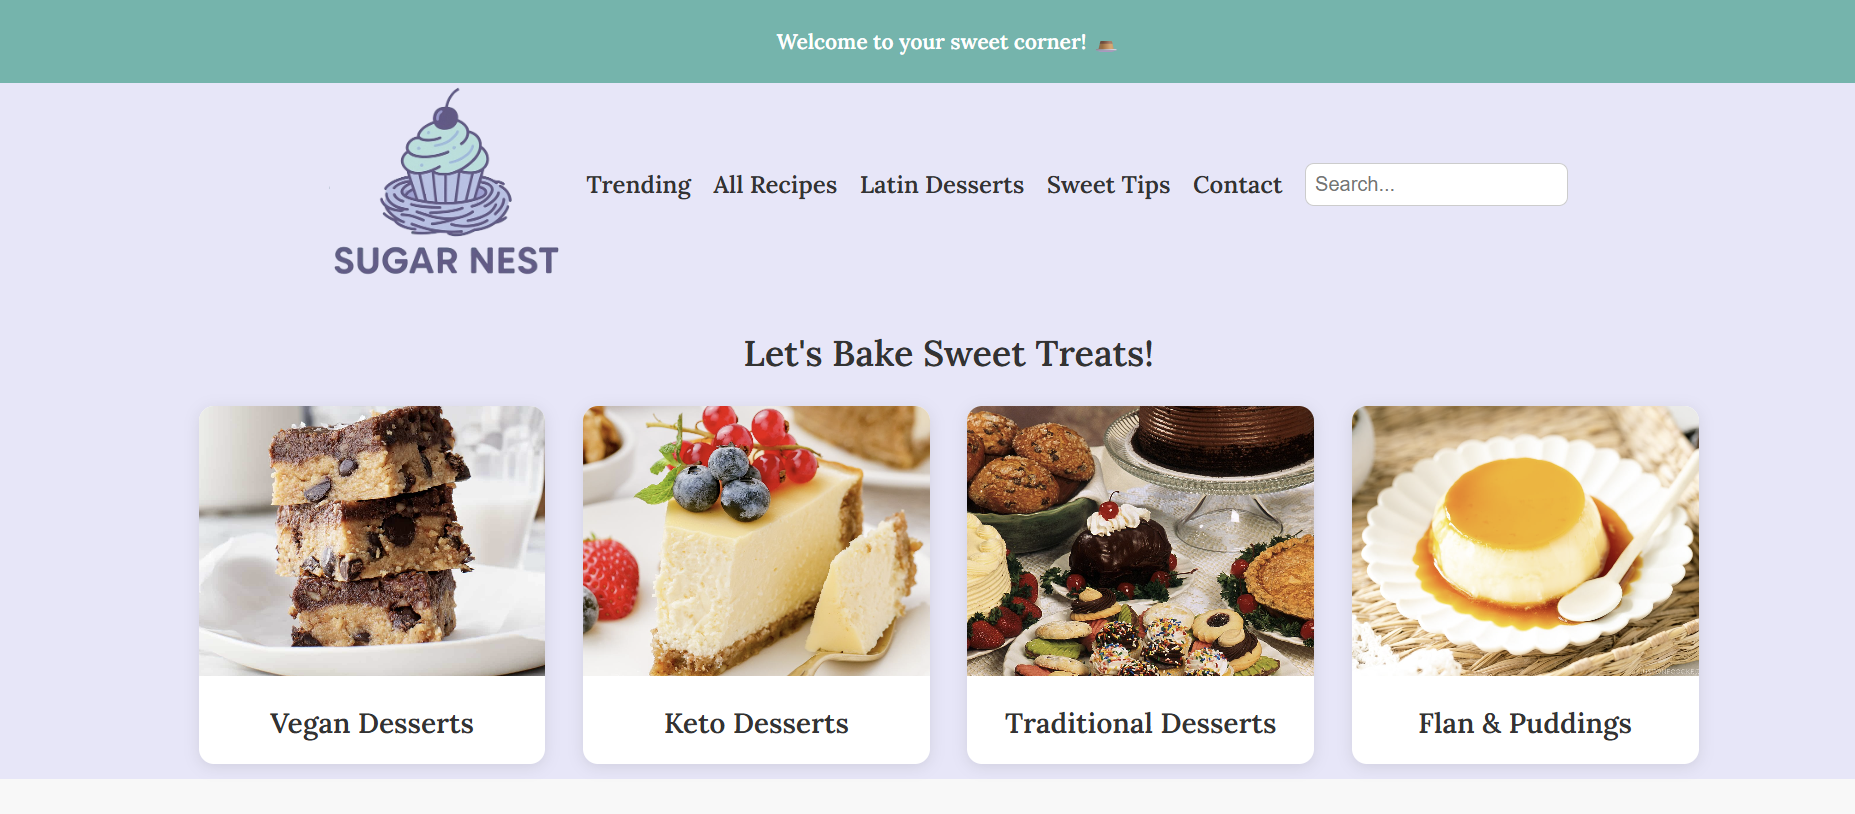 Welcome to your sweet corner! 🍮
SUGAR NEST
Trending All Recipes Latin Desserts Sweet Tips Contact Search...
Let's Bake Sweet Treats!
Vegan Desserts Keto Desserts Traditional Desserts Flan & Puddings